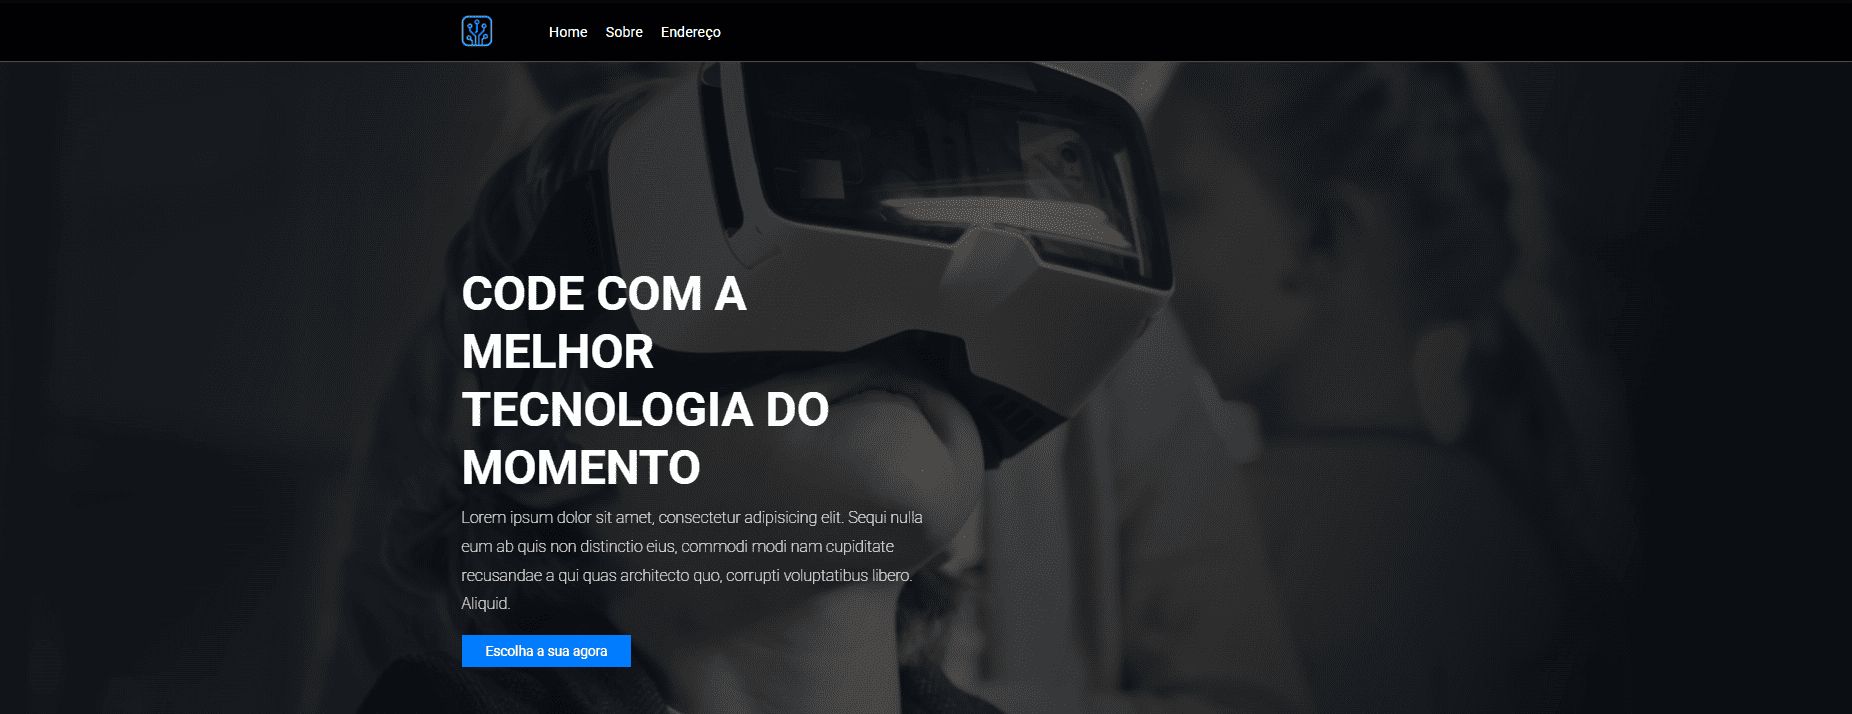 Home Sobre Endereço
CODE COM A
MELHOR
TECNOLOGIA DO
MOMENTO
Lorem ipsum dolor sit amet, consectetur adipisicing elit. Sequi nulla
eum ab quis non distinctio eius, commodi modi nam cupiditate
recusandae a qui quas architecto quo, corrupti voluptatibus libero.
Aliquid.
Escolha a sua agora